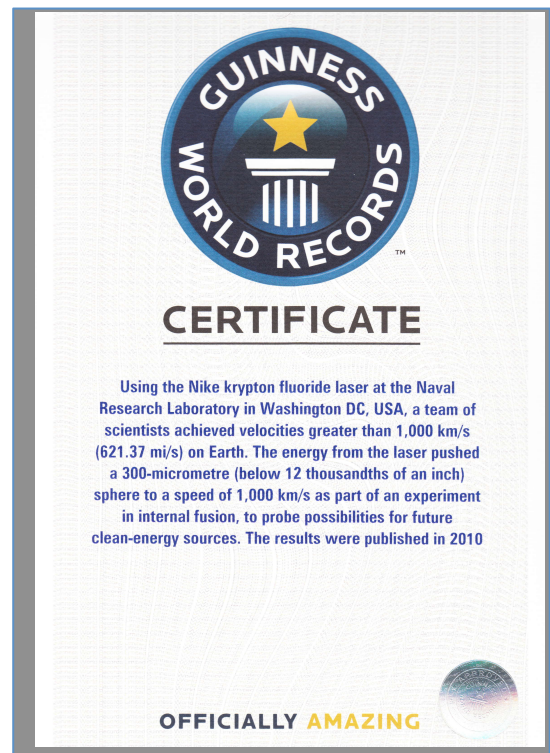 GUINNESS
WORLD RECORDS
TM
CERTIFICATE
Using the Nike krypton fluoride laser at the Naval
Research Laboratory in Washington DC, USA, a team of
scientists achieved velocities greater than 1,000 km/s
(621.37 mi/s) on Earth. The energy from the laser pushed
a 300-micrometre (below 12 thousandths of an inch)
sphere to a speed of 1,000 km/s as part of an experiment
in internal fusion, to probe possibilities for future
clean-energy sources. The results were published in 2010
OFFICIALLY AMAZING